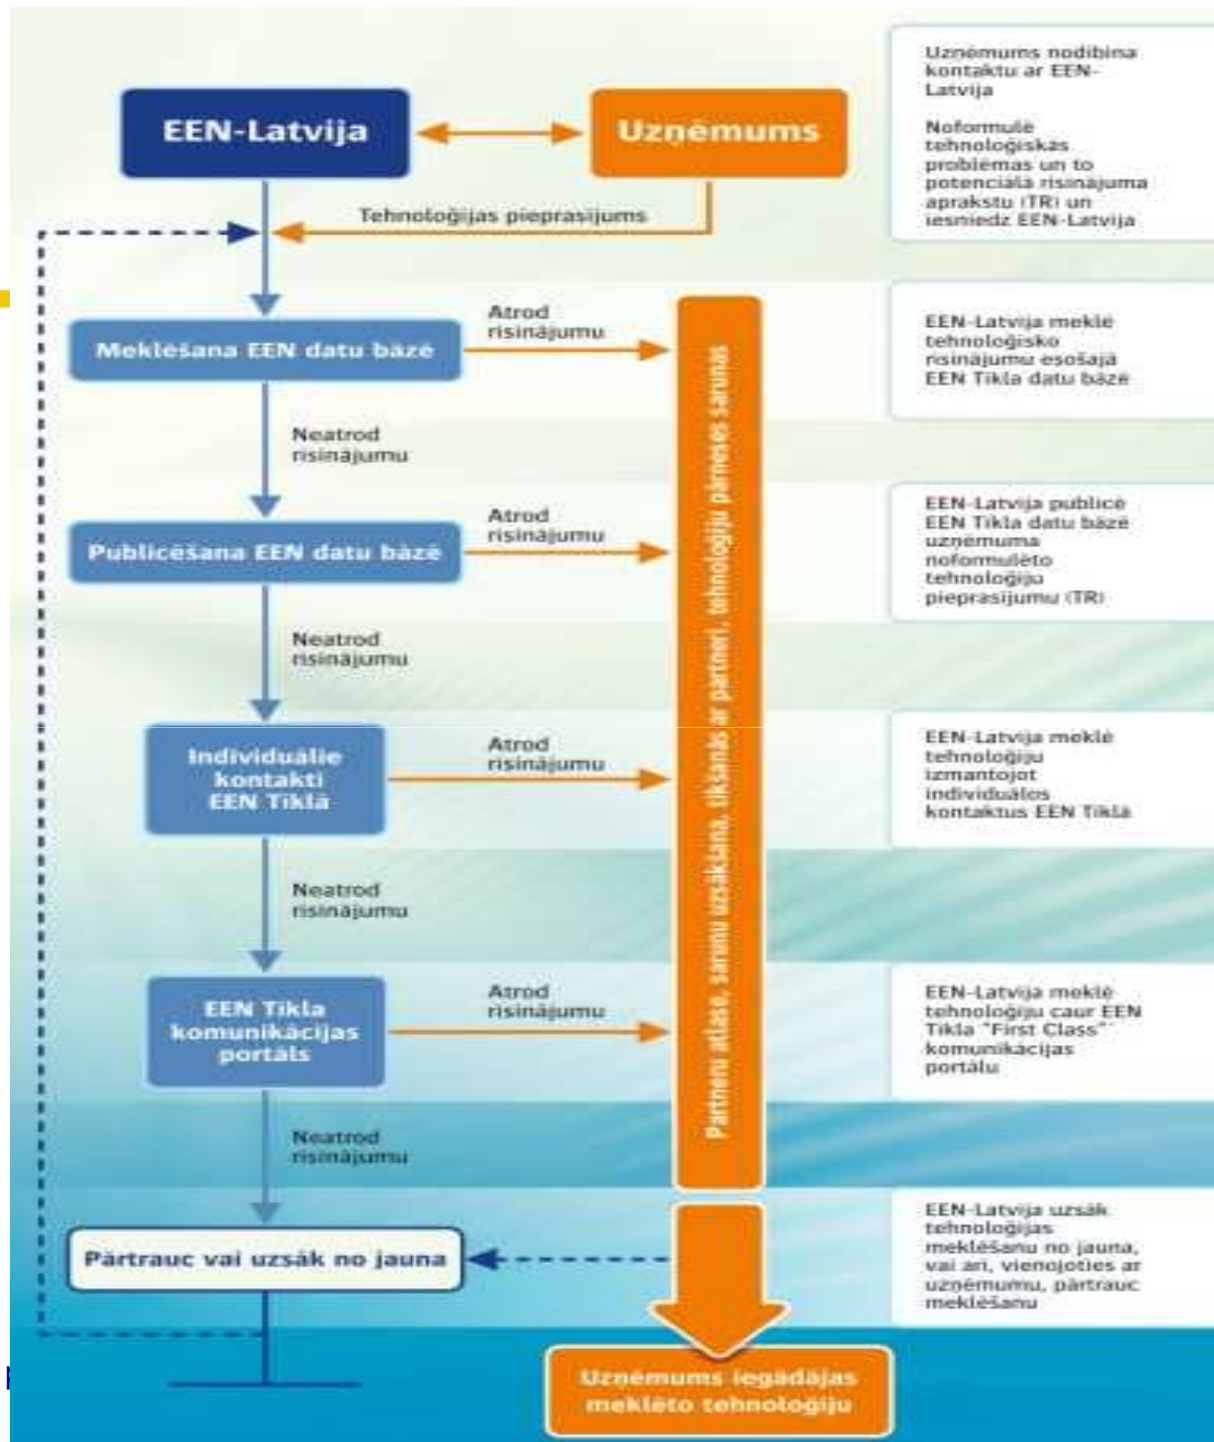 EEN-Latvija
Uzņēmums
Uzņēmums nodibina
kontaktu ar EEN-
Latvija
Noformulē
tehnoloģiskās
problēmas un to
potenciālā risinājuma
aprakstu (TR) un
iesniedz EEN-Latvija
Tehnoloģijas pieprasījums
Meklēšana EEN datu bāzē
Atrod
risinājumu
EEN-Latvija meklē
tehnoloģisko
risinājumu esošajā
EEN Tīkla datu bāzē
Neatrod
risinājumu
Publicēšana EEN datu bāzē
Atrod
risinājumu
EEN-Latvija publicē
EEN Tīkla datu bāzē
uzņēmuma
noformulēto
tehnoloģiju
pieprasījumu (TR)
Neatrod
risinājumu
Individuālie
kontakti
EEN Tīklā
Atrod
risinājumu
EEN-Latvija meklē
tehnoloģiju
izmantojot
individuālos
kontaktus EEN Tīklā
Neatrod
risinājumu
EEN Tīkla
komunikācijas
portāls
Atrod
risinājumu
EEN-Latvija meklē
tehnoloģiju caur EEN
Tīkla "First Class"
komunikācijas
portālu
Neatrod
risinājumu
Partneru atlase, sarunu uzsākšana, tikšanās ar partneri, tehnoloģiju pārneses sarunas
Pārtrauc vai uzsāk no jauna
EEN-Latvija uzsāk
tehnoloģijas
meklēšanu no jauna,
vai arī, vienojoties ar
uzņēmumu, pārtrauc
meklēšanu
Uzņēmums iegādājas
meklēto tehnoloģiju